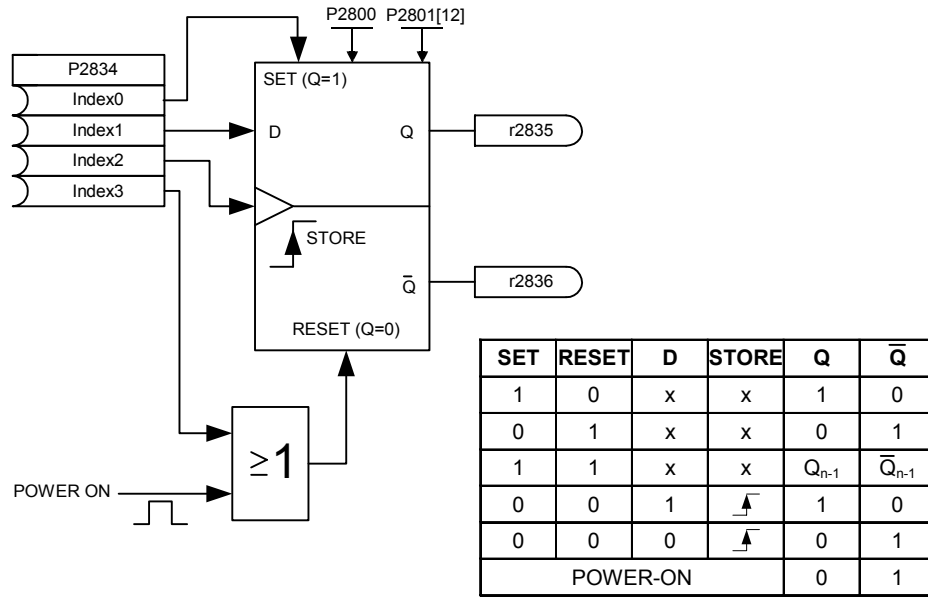 P2800 P2801[12]
P2834
Index0
Index1
Index2
Index3
SET (Q=1)
D Q
STORE
Q̅
RESET (Q=0)
r2835
r2836
≥1
POWER ON
SET RESET D STORE Q Q̅
1 0 x x 1 0
0 1 x x 0 1
1 1 x x Qn-1 Q̅n-1
0 0 1 1 0
0 0 0 0 1
POWER-ON 0 1